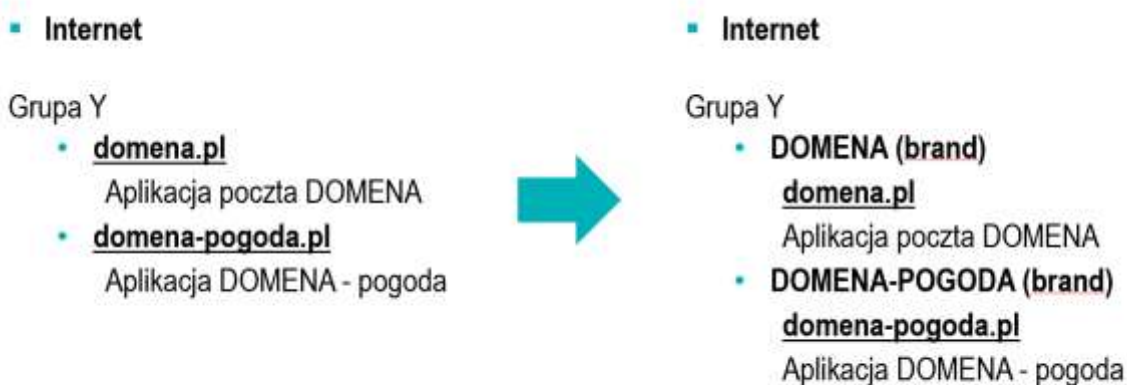 Internet
Grupa Y
domena.pl
Aplikacja poczta DOMENA
domena-pogoda.pl
Aplikacja DOMENA - pogoda
Internet
Grupa Y
DOMENA (brand)
domena.pl
Aplikacja poczta DOMENA
DOMENA-POGODA (brand)
domena-pogoda.pl
Aplikacja DOMENA - pogoda